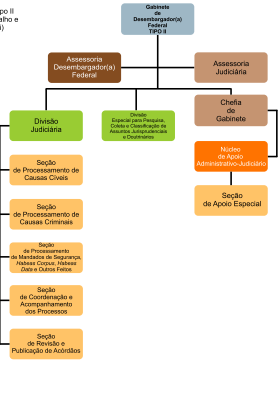 po II
alho e
i)
Gabinete
de
Desembargador(a)
Federal
TIPO II
Assessoria
Desembargador(a)
Federal
Assessoria
Judiciária
Divisão
Judiciária
Divisão
Especial para Pesquisa,
Coleta e Classificação de
Assuntos Jurisprudenciais
e Doutrinários
Chefia
de
Gabinete
Núcleo
de Apoio
Administrativo-Judiciário
Seção
de Apoio Especial
Seção
de Processamento de
Causas Cíveis
Seção
de Processamento de
Causas Criminais
Seção
de Processamento
de Mandados de Segurança,
Habeas Corpus, Habeas
Data e Outros Feitos
Seção
de Coordenação e
Acompanhamento
dos Processos
Seção
de Revisão e
Publicação de Acórdãos